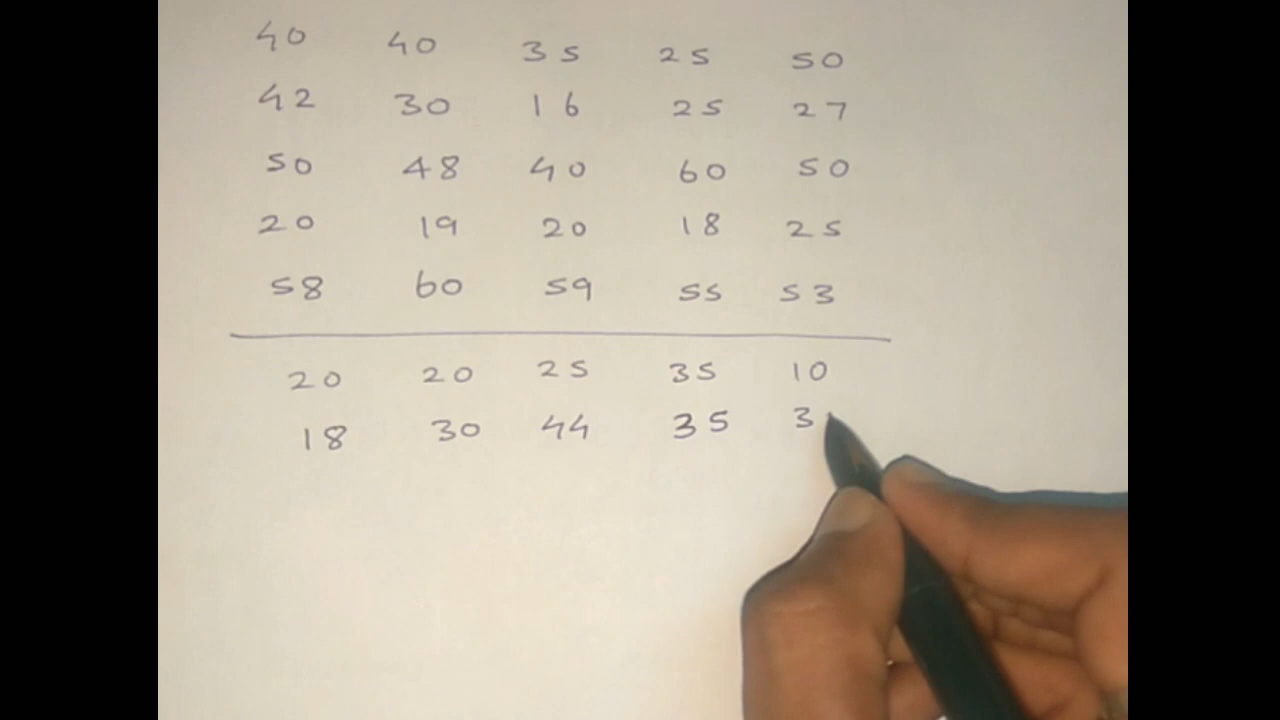 40 40 35 25 50
42 30 16 25 27
50 48 40 60 50
20 19 20 18 25
58 60 59 55 53
20 20 25 35 10
18 30 44 35 3